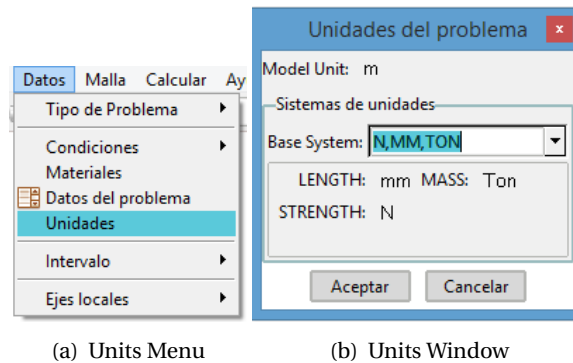 Datos Malla Calcular Ay
Tipo de Problema
Condiciones
Materiales
Datos del problema
Unidades
Intervalo
Ejes locales
(a) Units Menu
Unidades del problema x
Model Unit: m
Sistemas de unidades
Base System: N,MM,TON
LENGTH: mm MASS: Ton
STRENGTH: N
Aceptar Cancelar
(b) Units Window